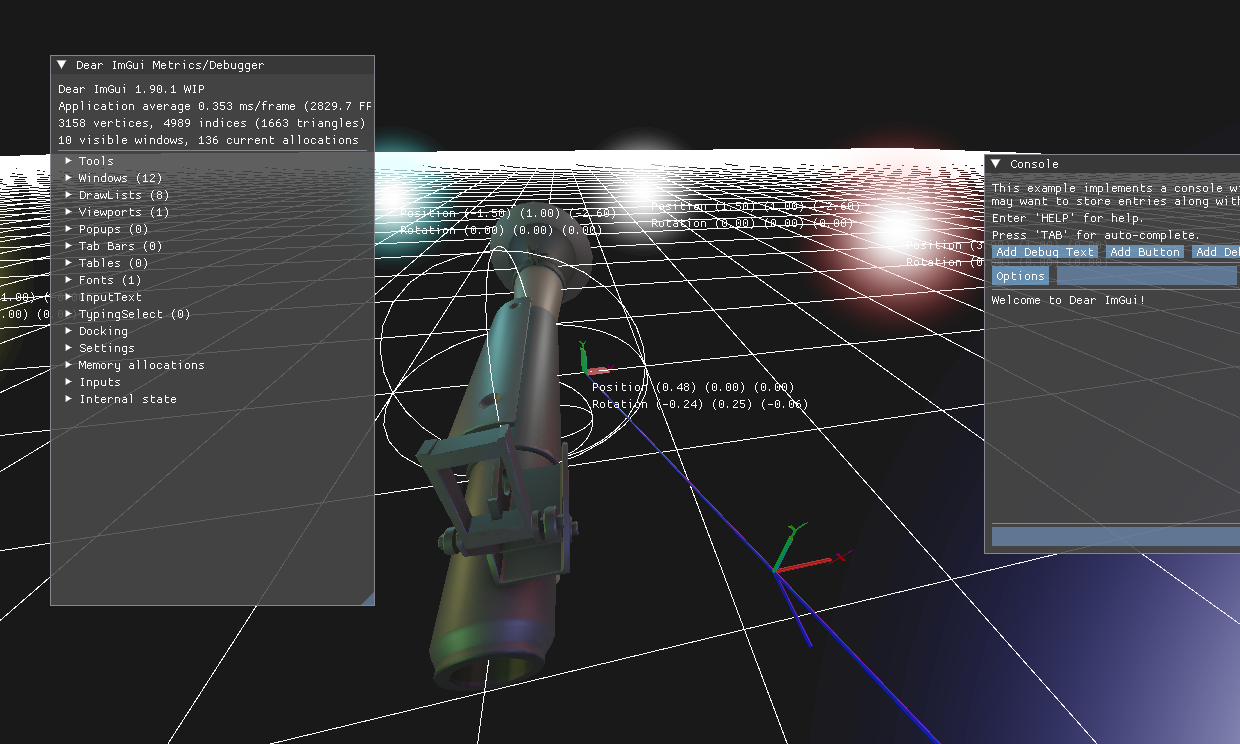 Dear ImGui Metrics/Debugger
Dear ImGui 1.90.1 WIP
Application average 0.353 ms/frame (2829.7 FP
3158 vertices, 4989 indices (1663 triangles)
10 visible windows, 136 current allocations
Tools
Windows (12)
DrawLists (8)
Viewports (1)
Popups (0)
Tab Bars (0)
Tables (0)
Fonts (1)
InputText
TypingSelect (0)
Docking
Settings
Memory allocations
Inputs
Internal state
1.00) (
.00) (0
Position (-1.50) (1.00) (-2.60)
Rotation (0.00) (0.00) (0.00)
Position (1.50) (1.00) (-2.60)
Rotation (0.00) (0.00) (0.00)
Position (3
Rotation (0
Position (0.48) (0.00) (0.00)
Rotation (-0.24) (0.25) (-0.06)
Y
X
Console
This example implements a console wi
may want to store entries along with
Enter 'HELP' for help.
Press 'TAB' for auto-complete.
Add Debug Text Add Button Add Deb
Options
Welcome to Dear ImGui!